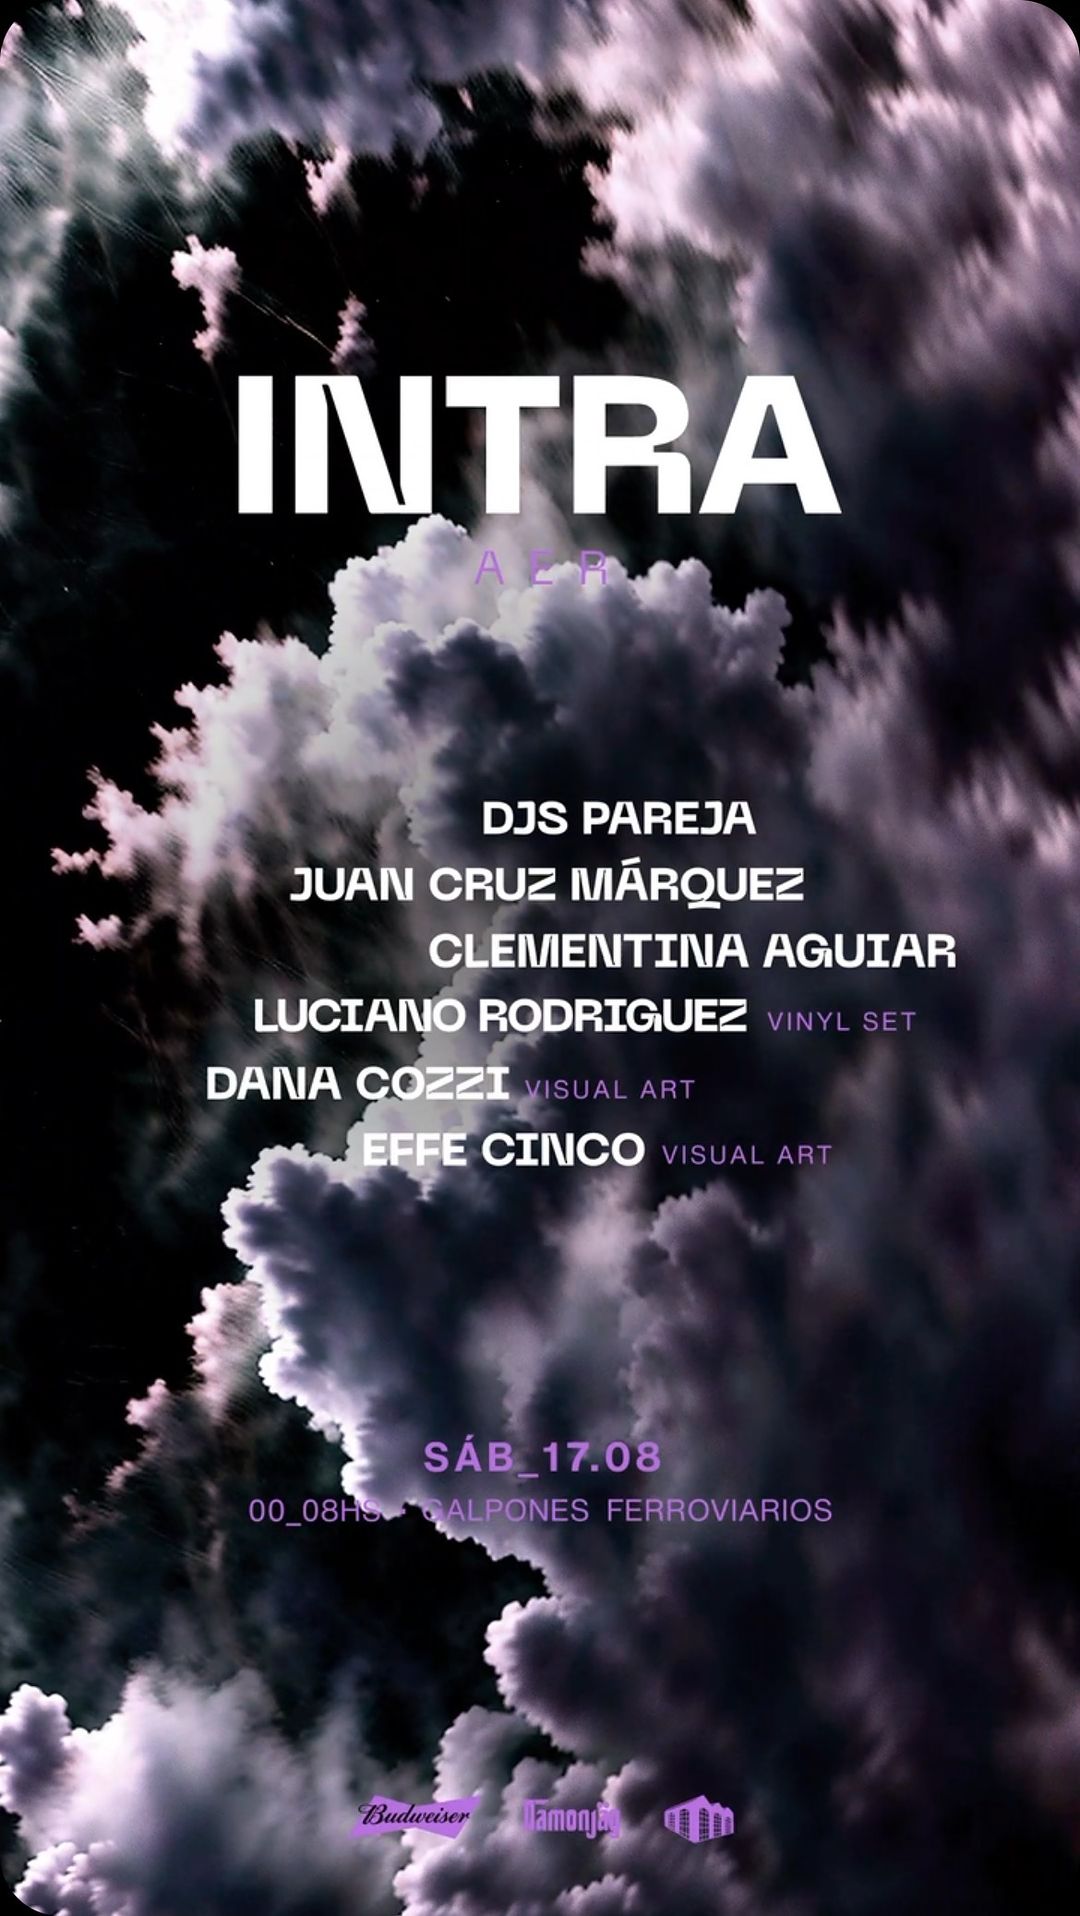 INTRA
AER
DJS PAREJA
JUAN CRUZ MÁRQUEZ
CLEMENTINA AGUIAR
LUCIANO RODRIGUEZ VINYL SET
DANA COZZI VISUAL ART
EFFE CINCO VISUAL ART
SÁB_17.08
00_08HS - GALPONES FERROVIARIOS
Budweiser